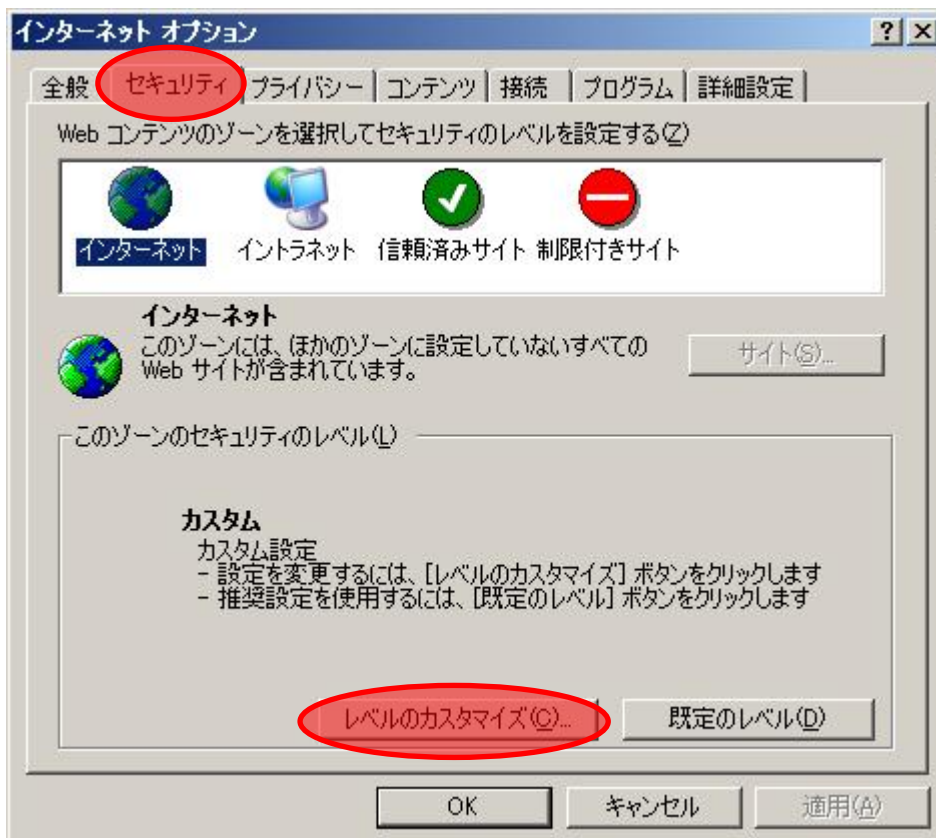 インターネット オプション
全般 セキュリティ プライバシー コンテンツ 接続 プログラム 詳細設定
Web コンテンツのゾーンを選択してセキュリティのレベルを設定する(Z)
インターネット イントラネット 信頼済みサイト 制限付きサイト
インターネット
このゾーンには、ほかのゾーンに設定していないすべての
Web サイトが含まれています。
サイト(S)...
このゾーンのセキュリティのレベル(L)
カスタム
カスタム設定
- 設定を変更するには、[レベルのカスタマイズ] ボタンをクリックします
- 推奨設定を使用するには、[既定のレベル] ボタンをクリックします
レベルのカスタマイズ(C)... 既定のレベル(D)
OK キャンセル 適用(A)